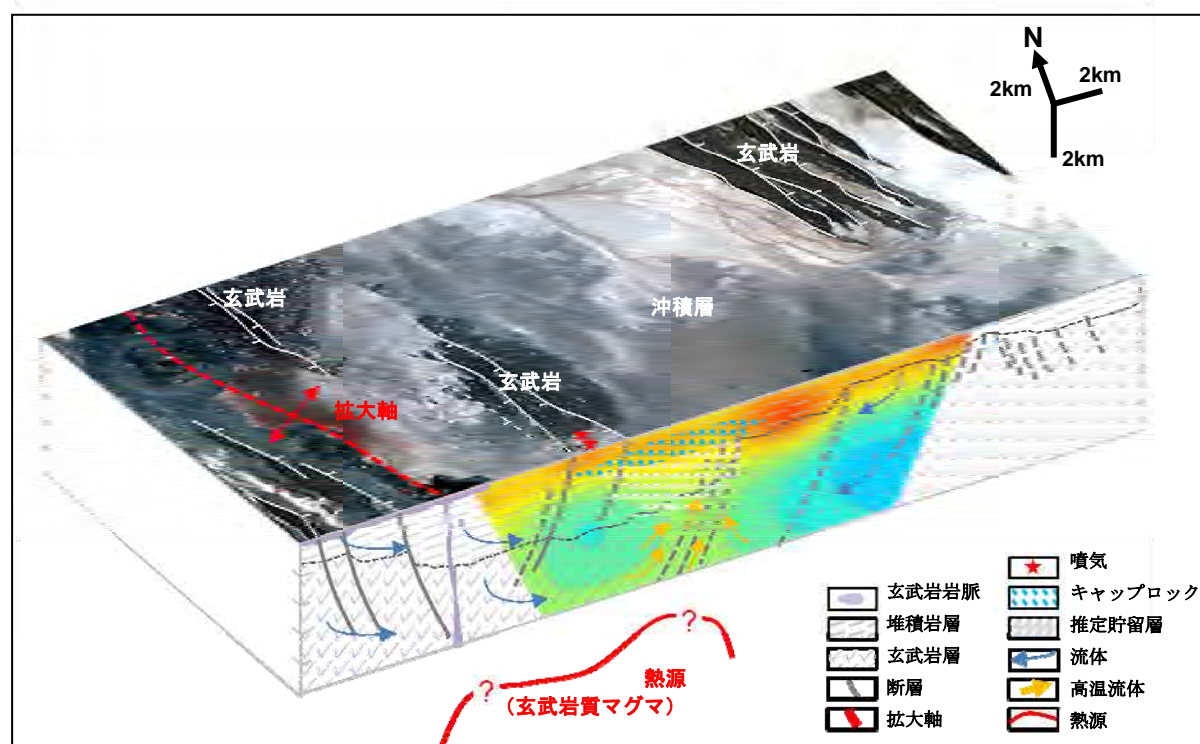 N
2km
2km
2km
玄武岩
玄武岩
沖積層
玄武岩
拡大軸
?
?
熱源
（玄武岩質マグマ）
玄武岩岩脈
堆積岩層
玄武岩層
断層
拡大軸
噴気
キャップロック
推定貯留層
流体
高温流体
熱源